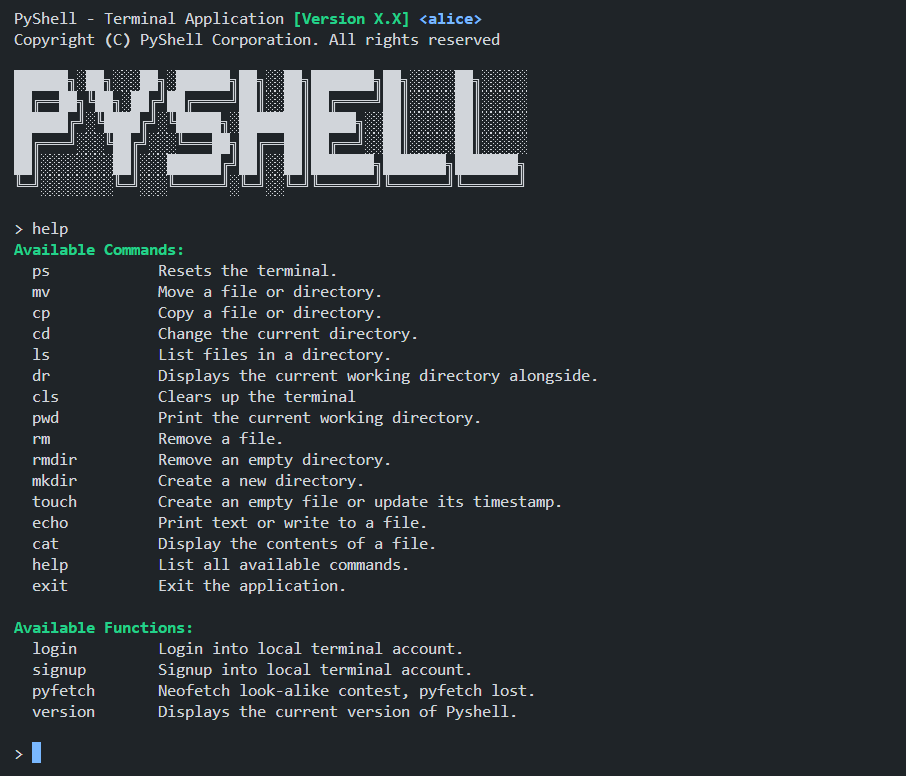 PyShell - Terminal Application [Version X.X] <alice>
Copyright (C) PyShell Corporation. All rights reserved
PYSHELL
> help
Available Commands:
ps Resets the terminal.
mv Move a file or directory.
cp Copy a file or directory.
cd Change the current directory.
ls List files in a directory.
dr Displays the current working directory alongside.
cls Clears up the terminal
pwd Print the current working directory.
rm Remove a file.
rmdir Remove an empty directory.
mkdir Create a new directory.
touch Create an empty file or update its timestamp.
echo Print text or write to a file.
cat Display the contents of a file.
help List all available commands.
exit Exit the application.
Available Functions:
login Login into local terminal account.
signup Signup into local terminal account.
pyfetch Neofetch look-alike contest, pyfetch lost.
version Displays the current version of Pyshell.
>